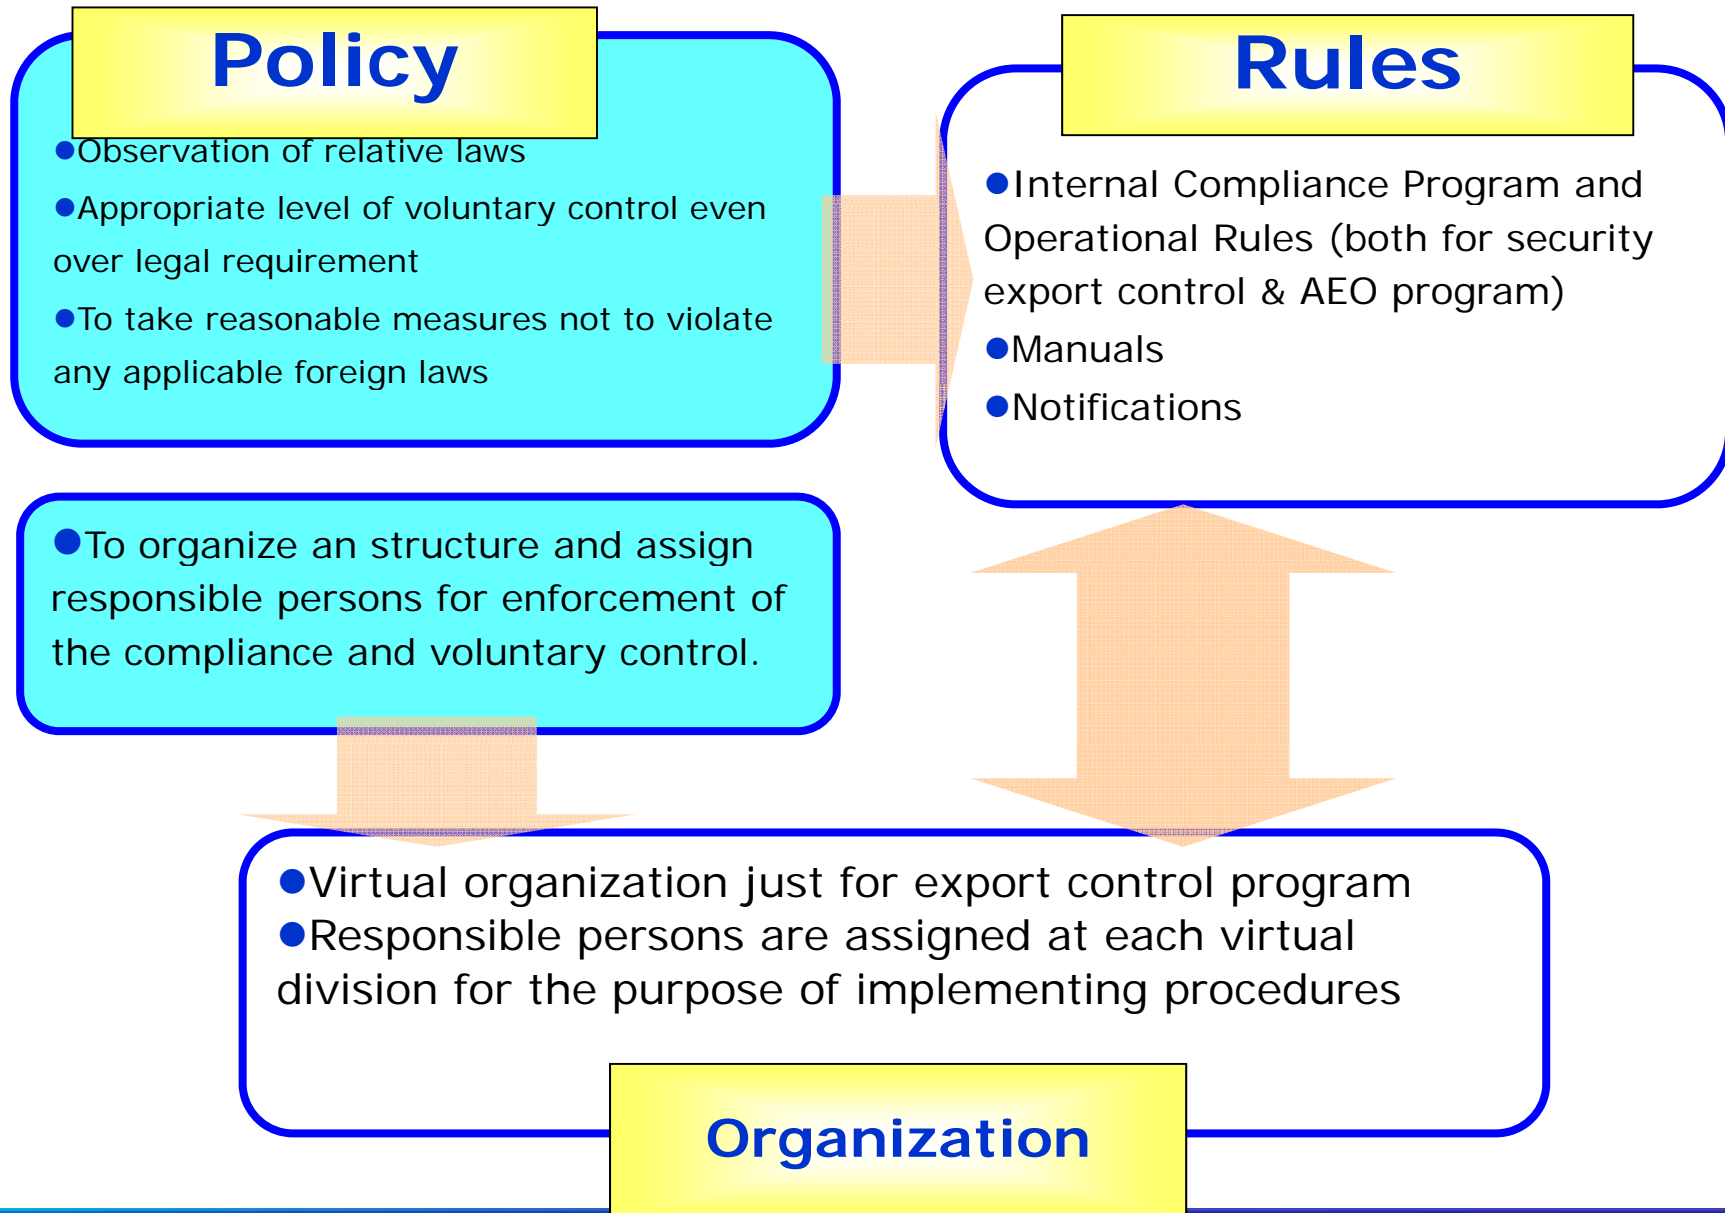 Policy
●Observation of relative laws
●Appropriate level of voluntary control even
over legal requirement
●To take reasonable measures not to violate
any applicable foreign laws
Rules
●Internal Compliance Program and
Operational Rules (both for security
export control & AEO program)
●Manuals
●Notifications
●To organize an structure and assign
responsible persons for enforcement of
the compliance and voluntary control.
●Virtual organization just for export control program
●Responsible persons are assigned at each virtual
division for the purpose of implementing procedures
Organization